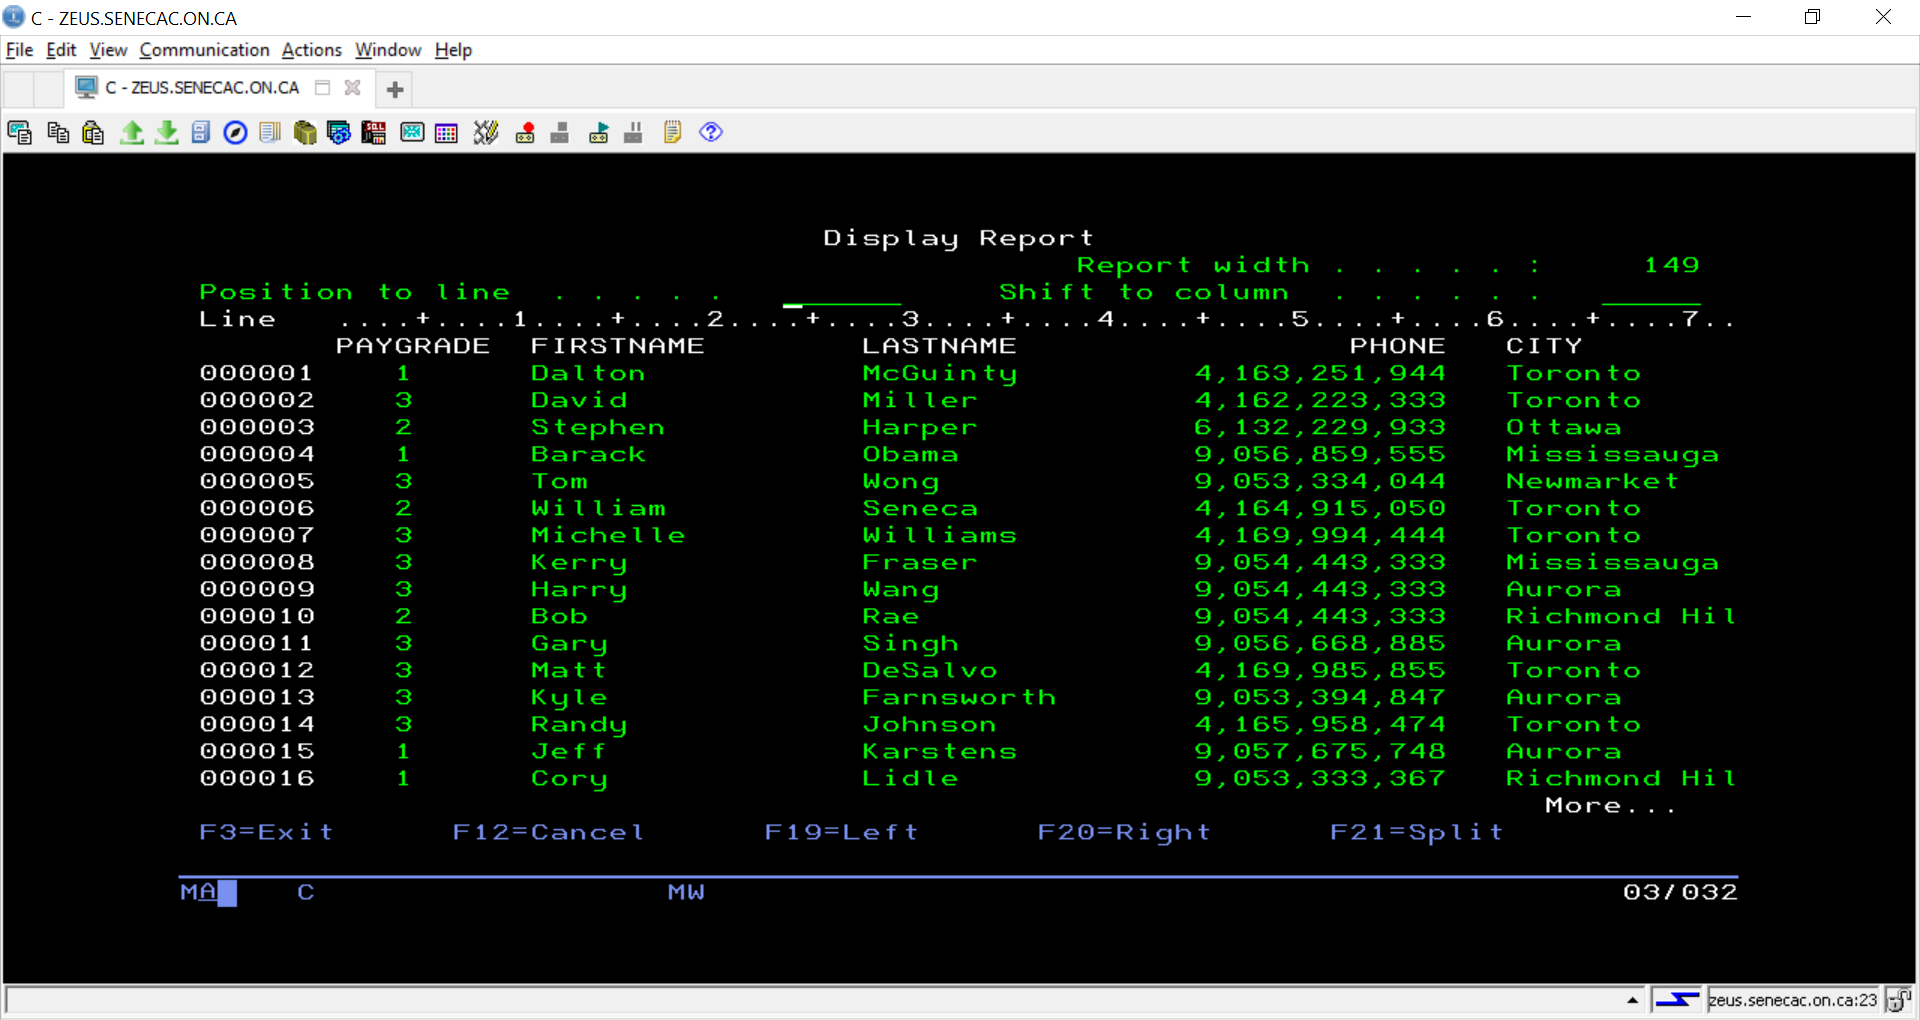 C - ZEUS.SENECAC.ON.CA
File Edit View Communication Actions Window Help
C - ZEUS.SENECAC.ON.CA
Display Report
Report width . . . . . : 149
Position to line . . . . . Shift to column . . . . . .
Line ....+....1....+....2....+....3....+....4....+....5....+....6....+....7..
PAYGRADE FIRSTNAME LASTNAME PHONE CITY
000001 1 Dalton McGuinty 4,163,251,944 Toronto
000002 3 David Miller 4,162,223,333 Toronto
000003 2 Stephen Harper 6,132,229,933 Ottawa
000004 1 Barack Obama 9,056,859,555 Mississauga
000005 3 Tom Wong 9,053,334,044 Newmarket
000006 2 William Seneca 4,164,915,050 Toronto
000007 3 Michelle Williams 4,169,994,444 Toronto
000008 3 Kerry Fraser 9,054,443,333 Mississauga
000009 3 Harry Wang 9,054,443,333 Aurora
000010 2 Bob Rae 9,054,443,333 Richmond Hil
000011 3 Gary Singh 9,056,668,885 Aurora
000012 3 Matt DeSalvo 4,169,985,855 Toronto
000013 3 Kyle Farnsworth 9,053,394,847 Aurora
000014 3 Randy Johnson 4,165,958,474 Toronto
000015 1 Jeff Karstens 9,057,675,748 Aurora
000016 1 Cory Lidle 9,053,333,367 Richmond Hil
More...
F3=Exit F12=Cancel F19=Left F20=Right F21=Split
MA C MW 03/032
zeus.senecac.on.ca:23